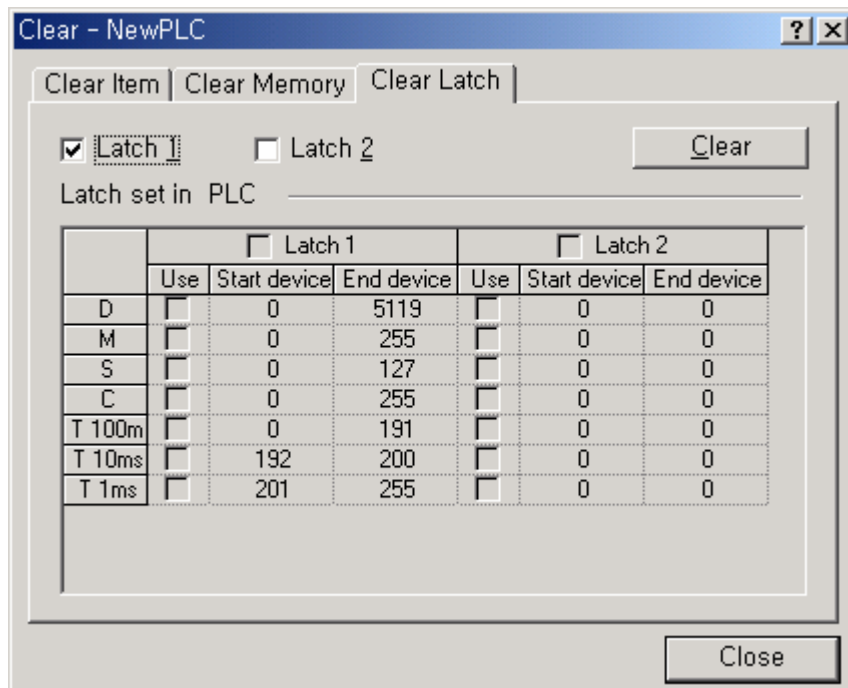 Clear - NewPLC
Clear Item Clear Memory Clear Latch
Latch 1 Latch 2 Clear
Latch set in PLC
Latch 1 Latch 2
Use Start device End device Use Start device End device
D 0 5119 0 0
M 0 255 0 0
S 0 127 0 0
C 0 255 0 0
T 100m 0 191 0 0
T 10ms 192 200 0 0
T 1ms 201 255 0 0
Close